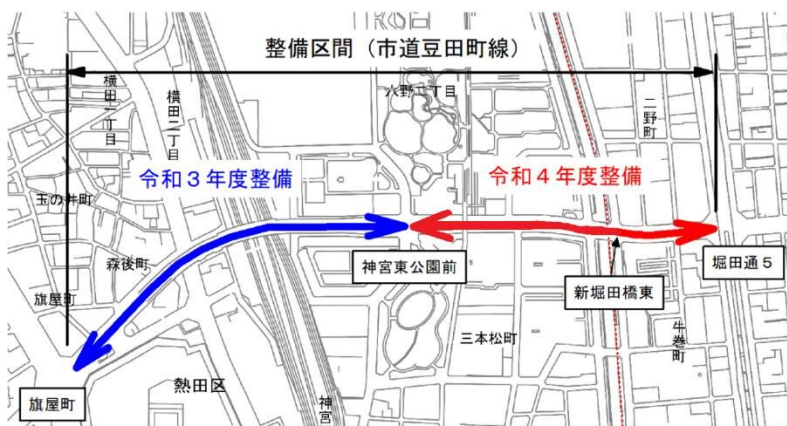 整備区間（市道豆田町線）
六野二丁目
横田一丁目
横田二丁目
二野町
令和３年度整備
令和４年度整備
玉の井町
森後町
神宮東公園前
堀田通５
新堀田橋東
旗屋町
三本松町
牛巻町
熱田区
旗屋町
神宮